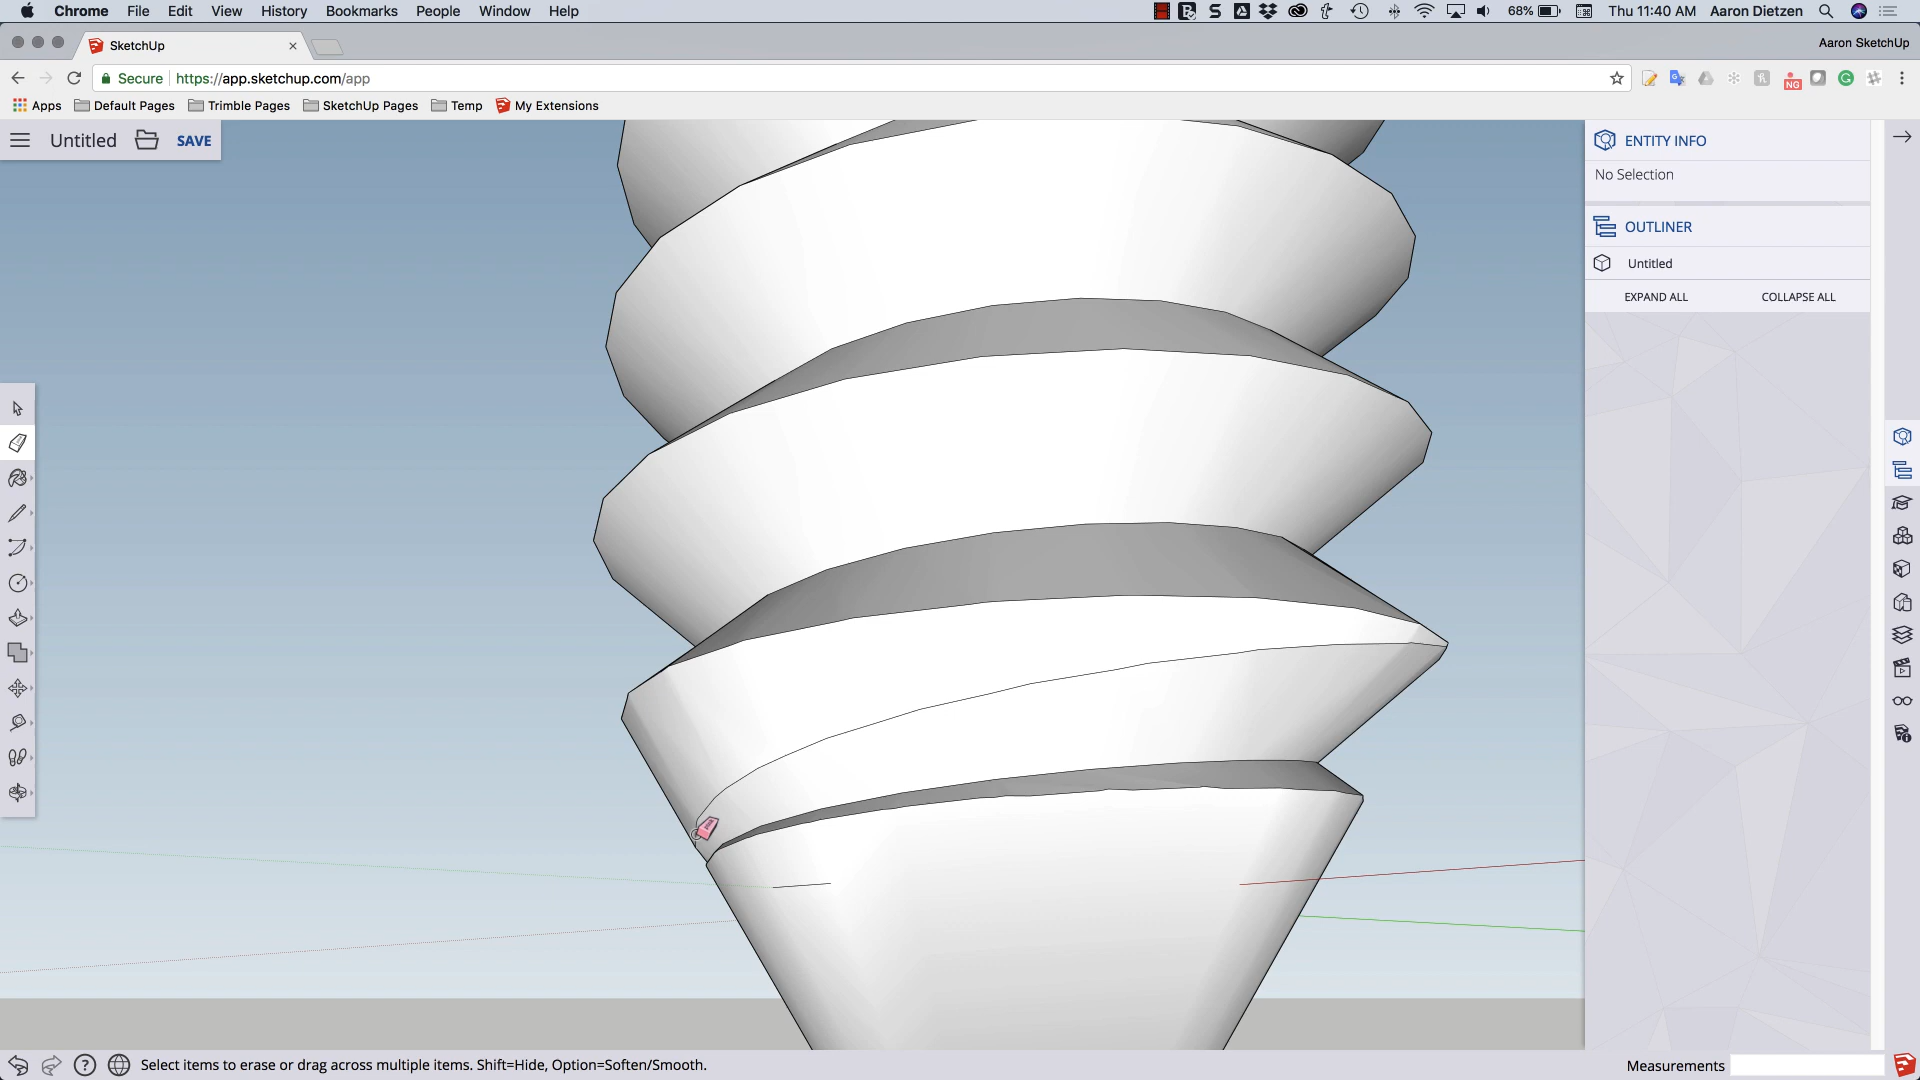 Chrome File Edit View History Bookmarks People Window Help 68% Thu 11:40 AM Aaron Dietzen
SketchUp Aaron SketchUp
Secure https://app.sketchup.com/app NG
Apps Default Pages Trimble Pages SketchUp Pages Temp My Extensions
Untitled SAVE
ENTITY INFO
No Selection
OUTLINER
Untitled
EXPAND ALL COLLAPSE ALL
Select items to erase or drag across multiple items. Shift=Hide, Option=Soften/Smooth. Measurements